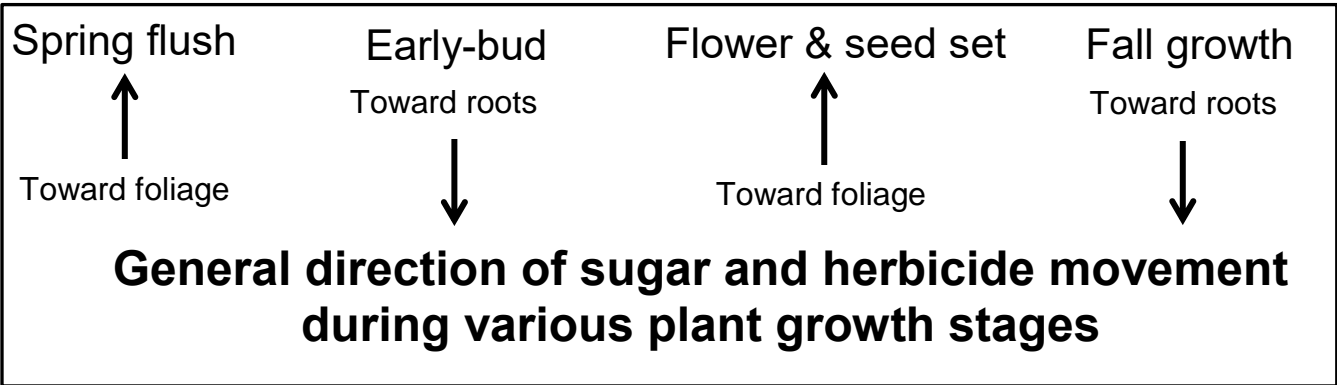 Spring flush
Early-bud
Flower & seed set
Fall growth
Toward roots
Toward roots
Toward foliage
Toward foliage
General direction of sugar and herbicide movement
during various plant growth stages